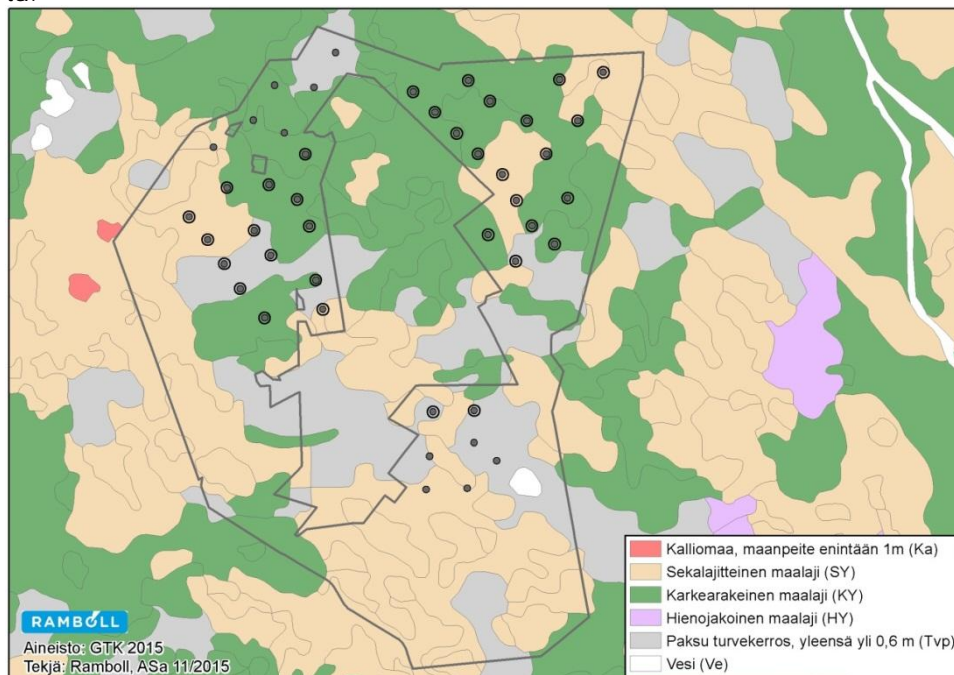 Kalliomaa, maanpeite enintään 1m (Ka)
Sekalajitteinen maalaji (SY)
Karkearakeinen maalaji (KY)
Hienojakoinen maalaji (HY)
Paksu turvekerros, yleensä yli 0,6 m (Tvp)
Vesi (Ve)
RAMBOLL
Aineisto: GTK 2015
Tekjä: Ramboll, ASa 11/2015